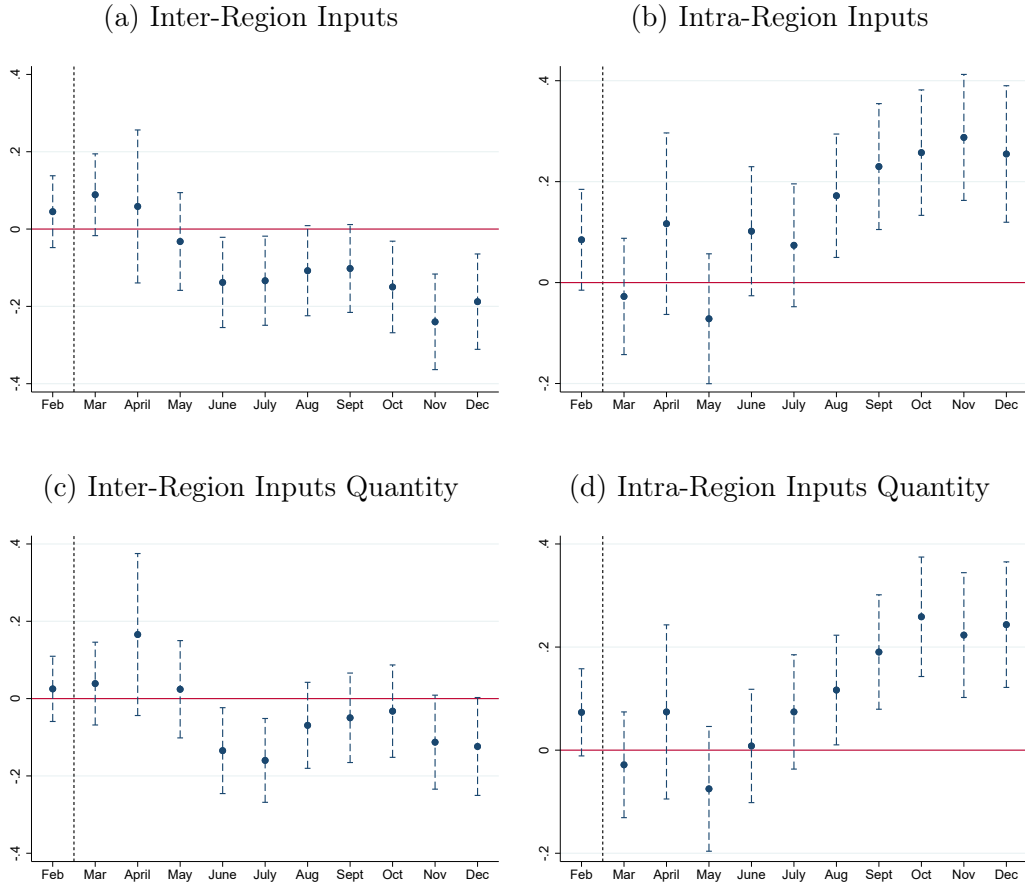 (a) Inter-Region Inputs
.4
.2
0
-.2
-.4
Feb Mar April May June July Aug Sept Oct Nov Dec
(b) Intra-Region Inputs
.4
.2
0
-.2
Feb Mar April May June July Aug Sept Oct Nov Dec
(c) Inter-Region Inputs Quantity
.4
.2
0
-.2
-.4
Feb Mar April May June July Aug Sept Oct Nov Dec
(d) Intra-Region Inputs Quantity
.4
.2
0
-.2
Feb Mar April May June July Aug Sept Oct Nov Dec